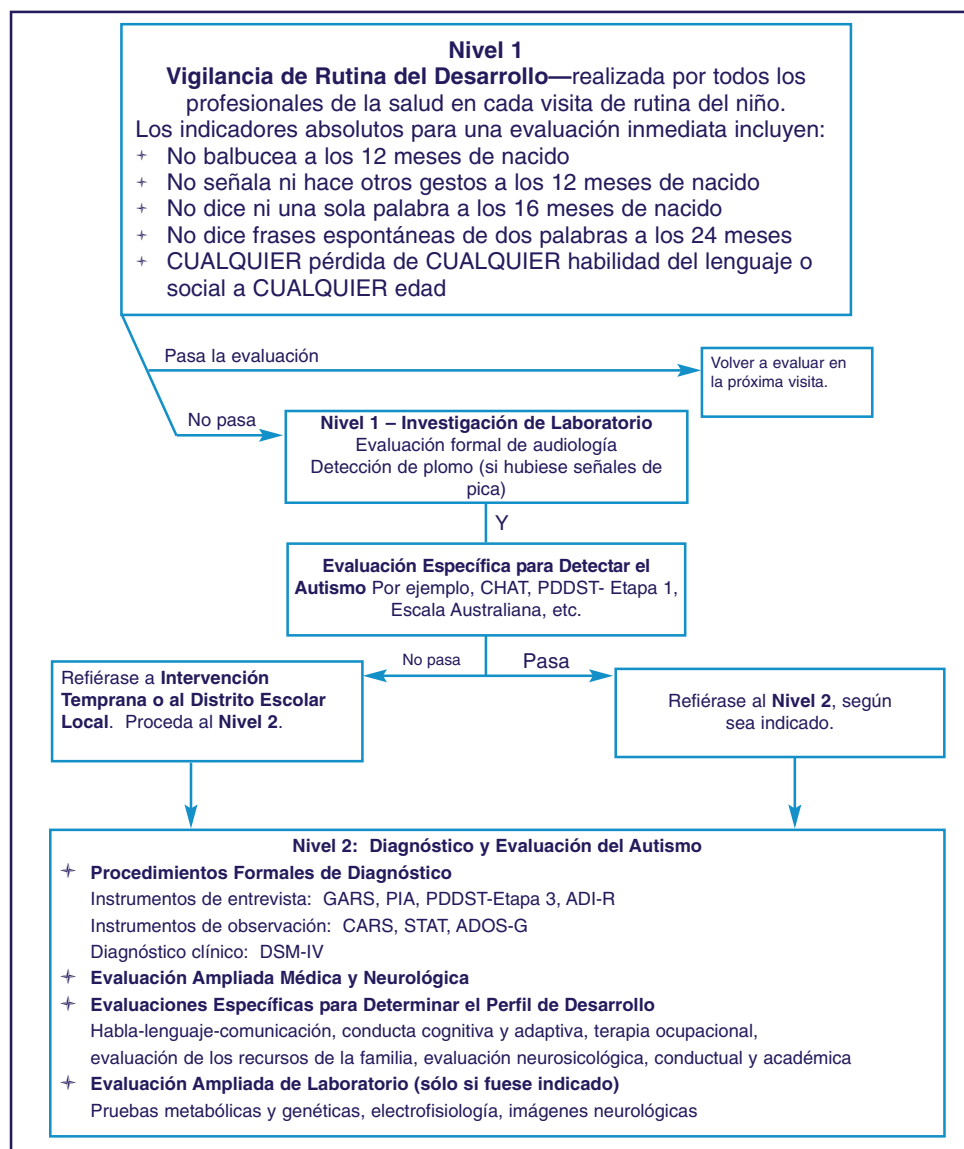 Nivel 1
Vigilancia de Rutina del Desarrollo—realizada por todos los
profesionales de la salud en cada visita de rutina del niño.
Los indicadores absolutos para una evaluación inmediata incluyen:
No balbucea a los 12 meses de nacido
No señala ni hace otros gestos a los 12 meses de nacido
No dice ni una sola palabra a los 16 meses de nacido
No dice frases espontáneas de dos palabras a los 24 meses
CUALQUIER pérdida de CUALQUIER habilidad del lenguaje o
social a CUALQUIER edad
Pasa la evaluación
Volver a evaluar en
la próxima visita.
No pasa
Nivel 1 – Investigación de Laboratorio
Evaluación formal de audiología
Detección de plomo (si hubiese señales de
pica)
Y
Evaluación Específica para Detectar el
Autismo Por ejemplo, CHAT, PDDST- Etapa 1,
Escala Australiana, etc.
No pasa
Pasa
Refiérase a Intervención
Temprana o al Distrito Escolar
Local. Proceda al Nivel 2.
Refiérase al Nivel 2, según
sea indicado.
Nivel 2: Diagnóstico y Evaluación del Autismo
Procedimientos Formales de Diagnóstico
Instrumentos de entrevista: GARS, PIA, PDDST-Etapa 3, ADI-R
Instrumentos de observación: CARS, STAT, ADOS-G
Diagnóstico clínico: DSM-IV
Evaluación Ampliada Médica y Neurológica
Evaluaciones Específicas para Determinar el Perfil de Desarrollo
Habla-lenguaje-comunicación, conducta cognitiva y adaptiva, terapia ocupacional,
evaluación de los recursos de la familia, evaluación neurosicológica, conductual y académica
Evaluación Ampliada de Laboratorio (sólo si fuese indicado)
Pruebas metabólicas y genéticas, electrofisiología, imágenes neurológicas